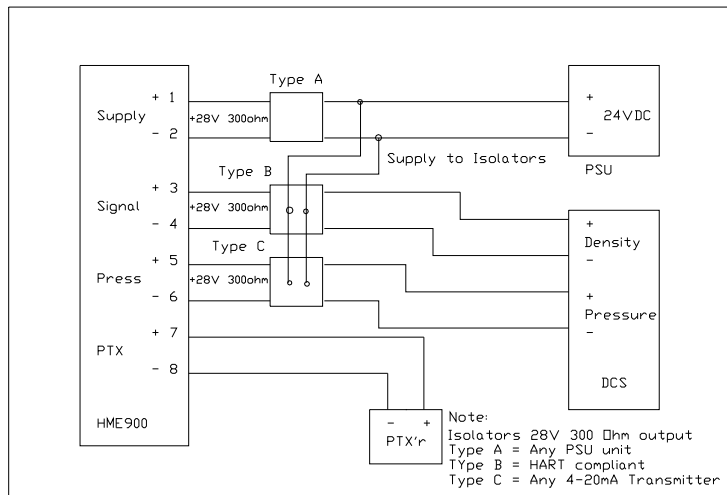 Type A
+ 1
Supply
+28V 300ohm
- 2
+
24VDC
-
PSU
Supply to Isolators
Type B
+ 3
Signal
+28V 300ohm
- 4
Type C
+
Density
-
+ 5
Press
+28V 300ohm
- 6
+
Pressure
-
+ 7
PTX
- 8
DCS
HME900
- +
PTX'r
Note:
Isolators 28V 300 □hm output
Type A = Any PSU unit
TYpe B = HART compliant
Type C = Any 4-20mA Transmitter